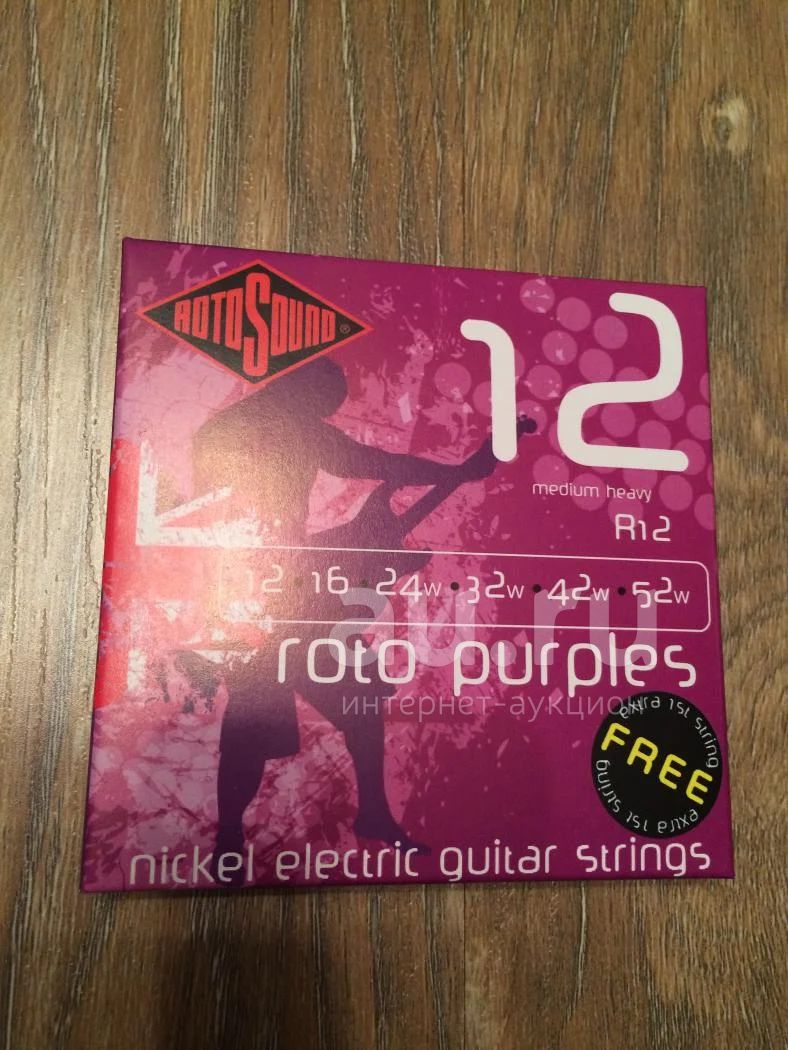 ROTOSOUND®
12
medium heavy
R12
12 • 16 • 24w • 32w • 42w • 52w
roto purples
au.ru
интернет-аукцион
extra 1st string
FREE
extra 1st string
nickel electric guitar strings